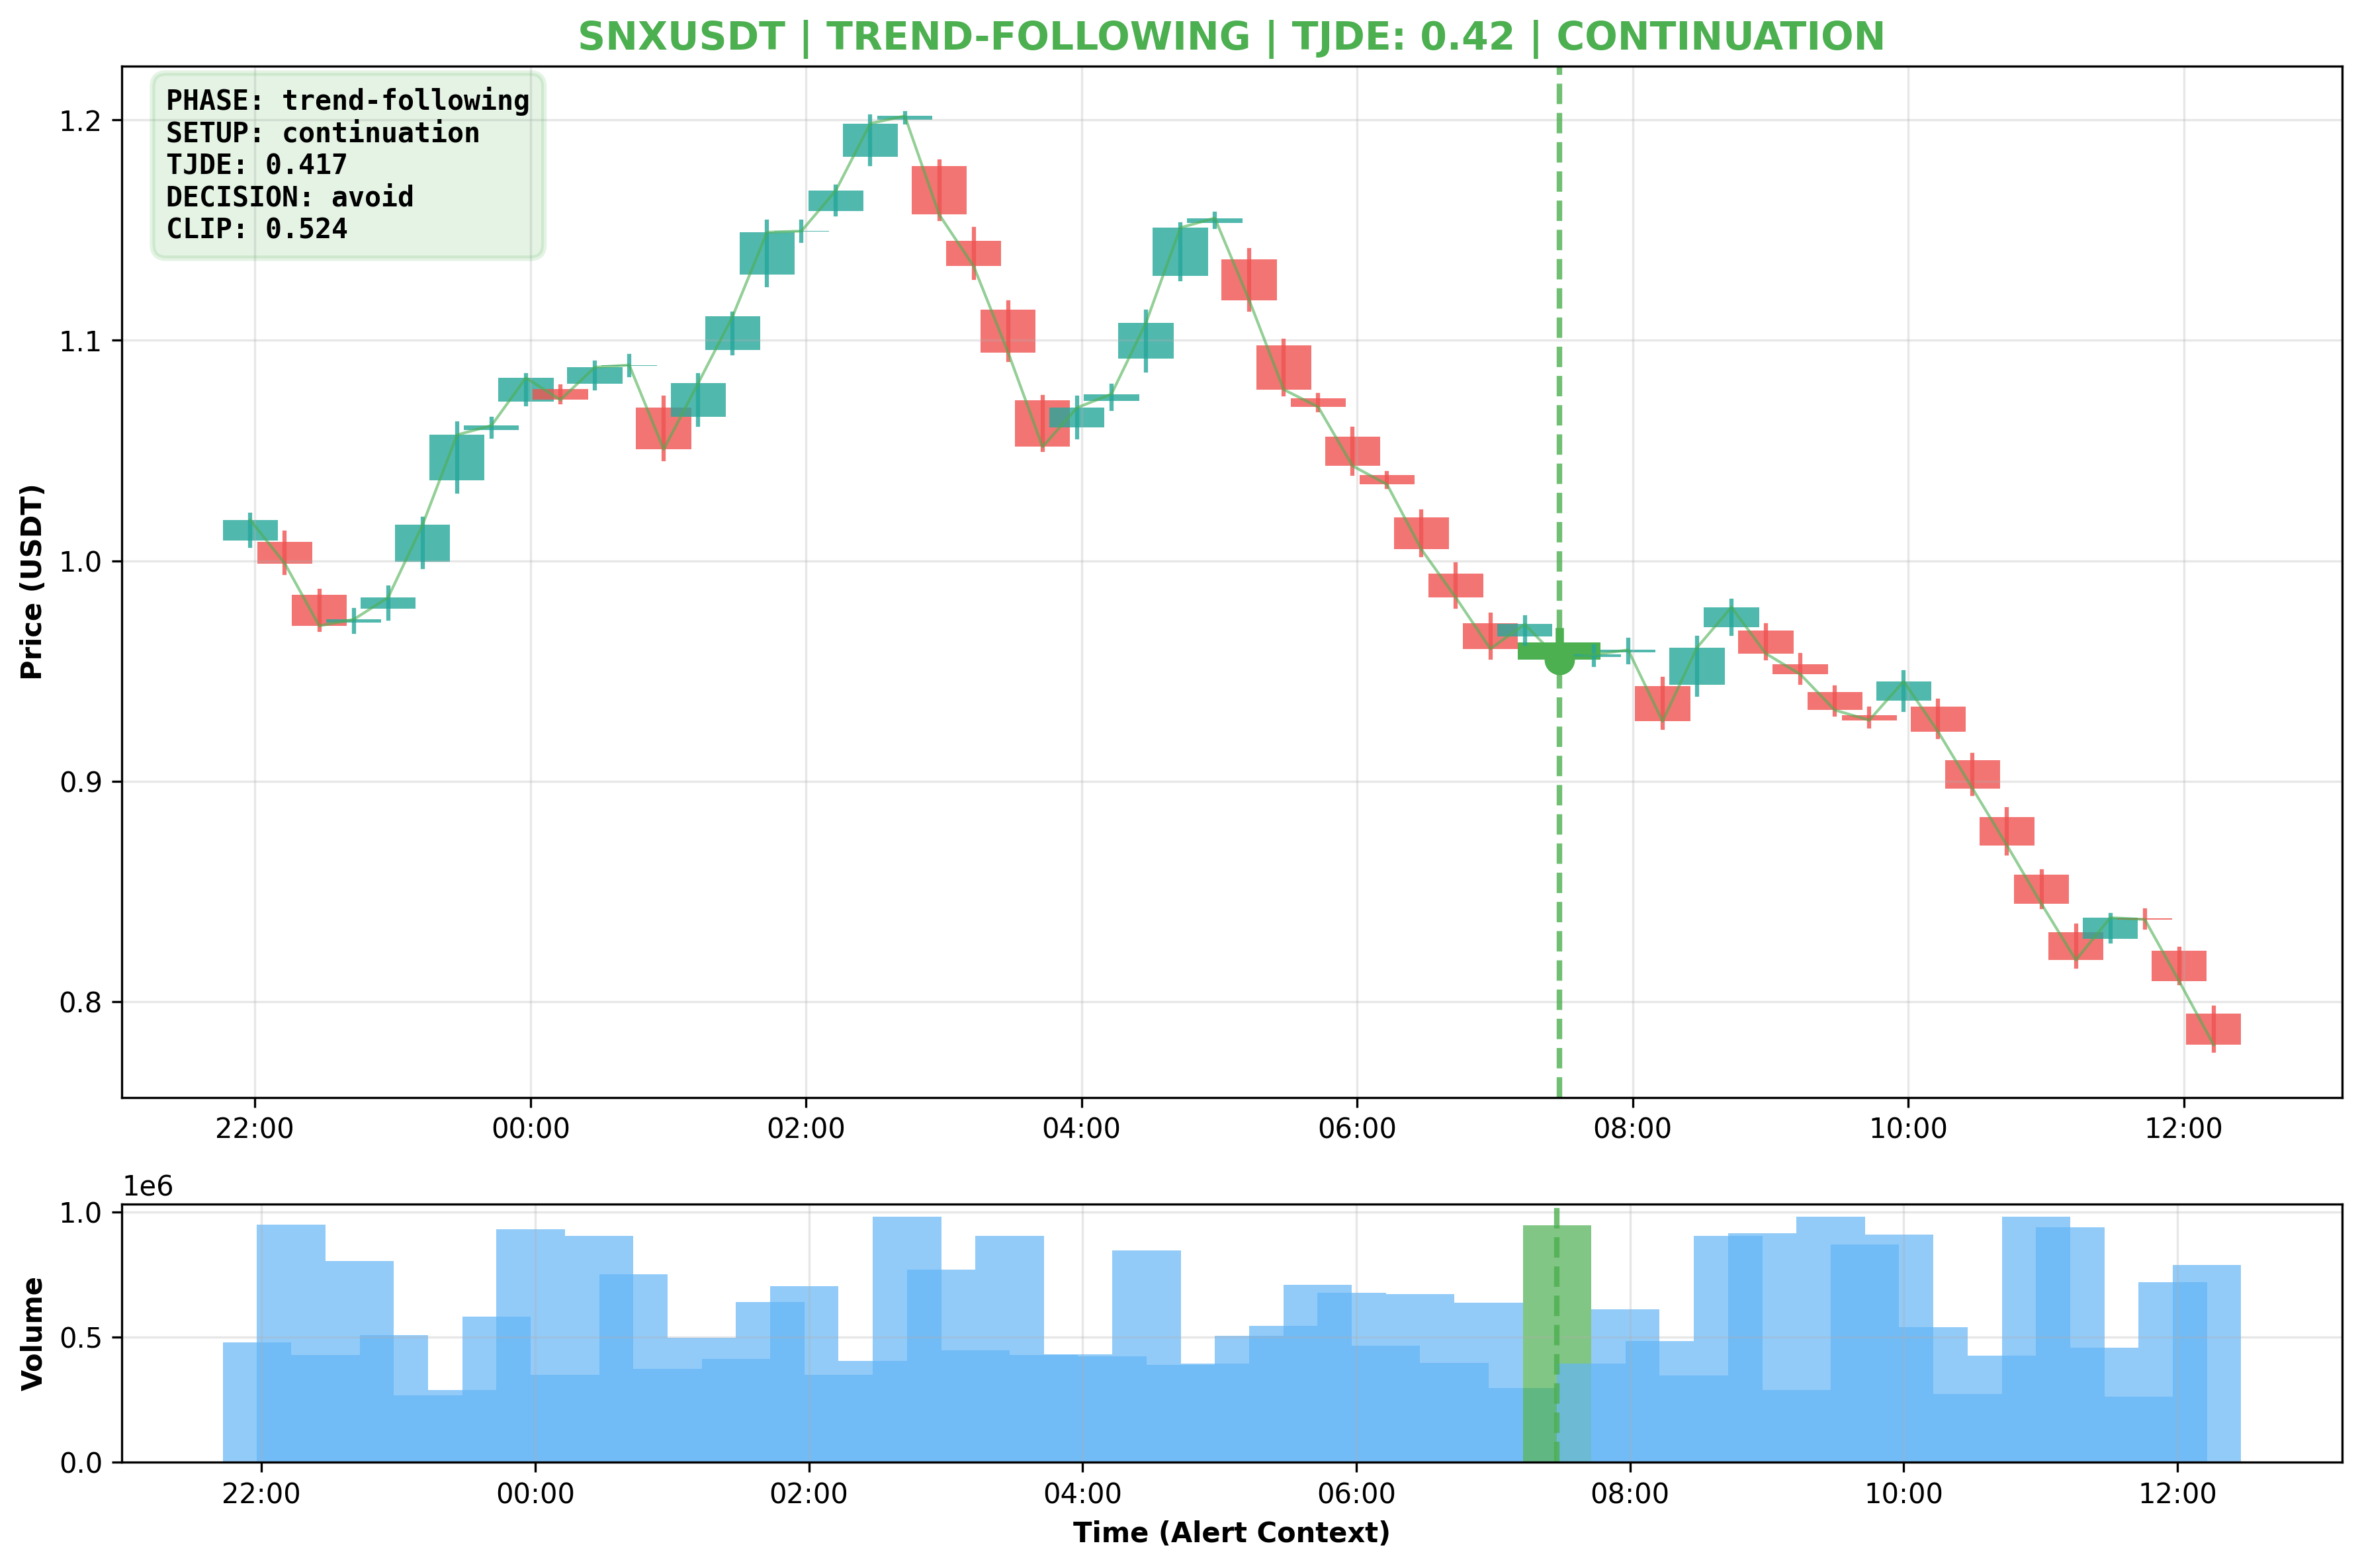 SNXUSDT | TREND-FOLLOWING | TJDE: 0.42 | CONTINUATION
PHASE: trend-following
SETUP: continuation
TJDE: 0.417
DECISION: avoid
CLIP: 0.524
Price (USDT)
1.2
1.1
1.0
0.9
0.8
22:00 00:00 02:00 04:00 06:00 08:00 10:00 12:00
1e6
Volume
1.0
0.5
0.0
22:00 00:00 02:00 04:00 06:00 08:00 10:00 12:00
Time (Alert Context)